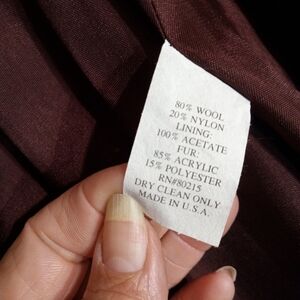 80% WOOL
20% NYLON
LINING:
100% ACETATE
FUR:
85% ACRYLIC
15% POLYESTER
RN#80215
DRY CLEAN ONLY
MADE IN U.S.A.